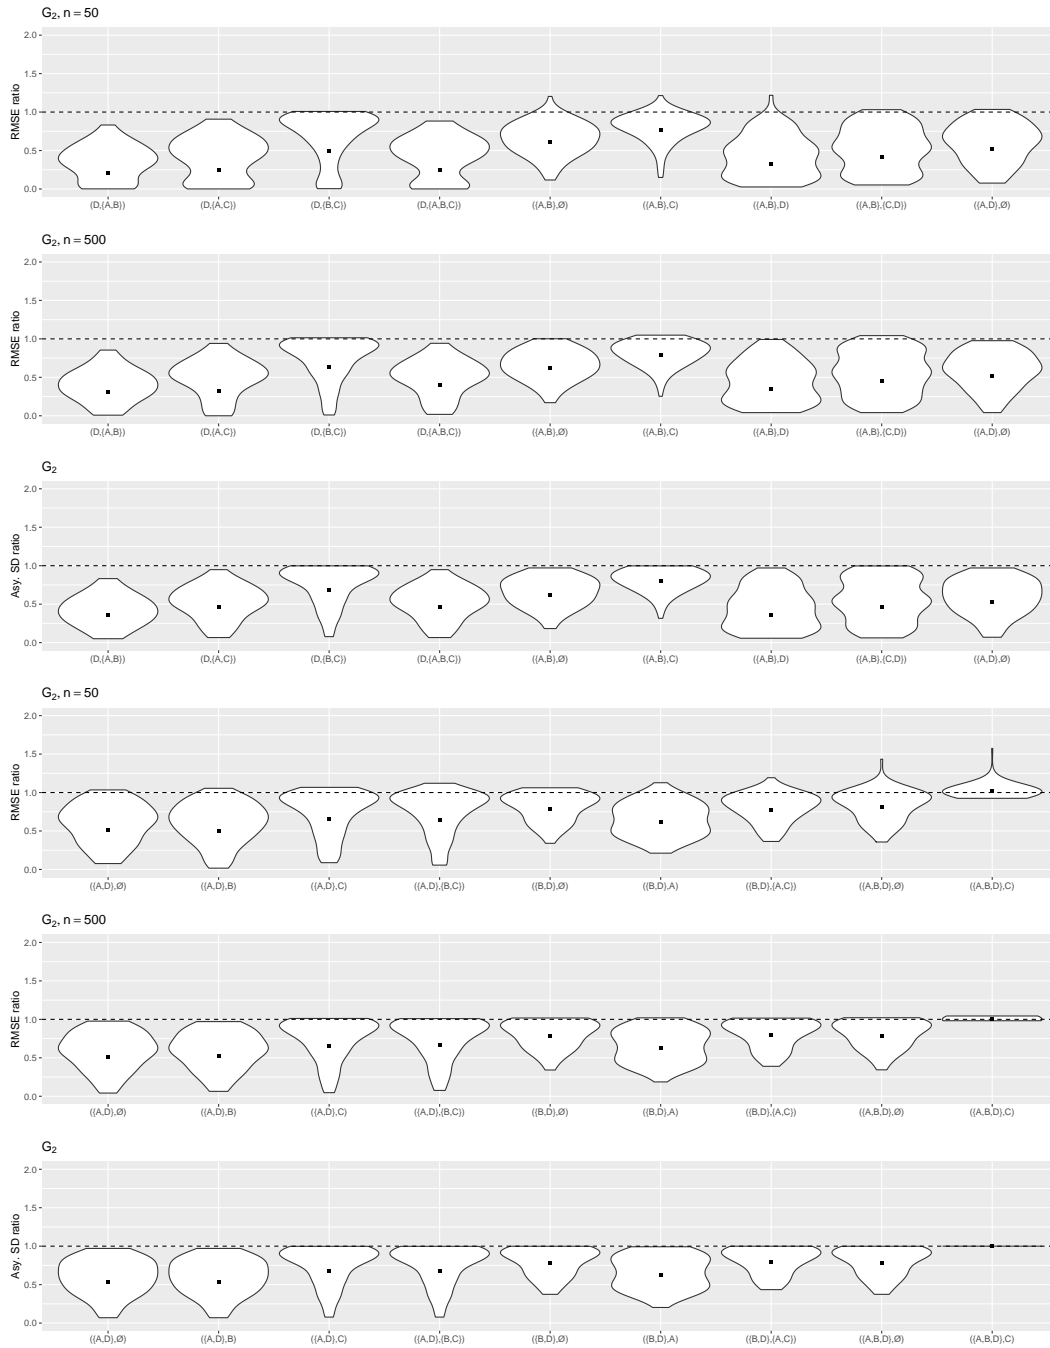 G₂, n = 50
RMSE ratio
2.0
1.5
1.0
0.5
0.0
(D,{A,B}) (D,{A,C}) (D,{B,C}) (D,{A,B,C}) ({A,B},Ø) ({A,B},C) ({A,B},D) ({A,B},{C,D}) ({A,D},Ø)
G₂, n = 500
RMSE ratio
2.0
1.5
1.0
0.5
0.0
(D,{A,B}) (D,{A,C}) (D,{B,C}) (D,{A,B,C}) ({A,B},Ø) ({A,B},C) ({A,B},D) ({A,B},{C,D}) ({A,D},Ø)
G₂
Asy. SD ratio
2.0
1.5
1.0
0.5
0.0
(D,{A,B}) (D,{A,C}) (D,{B,C}) (D,{A,B,C}) ({A,B},Ø) ({A,B},C) ({A,B},D) ({A,B},{C,D}) ({A,D},Ø)
G₂, n = 50
RMSE ratio
2.0
1.5
1.0
0.5
0.0
({A,D},Ø) ({A,D},B) ({A,D},C) ({A,D},{B,C}) ({B,D},Ø) ({B,D},A) ({B,D},{A,C}) ({A,B,D},Ø) ({A,B,D},C)
G₂, n = 500
RMSE ratio
2.0
1.5
1.0
0.5
0.0
({A,D},Ø) ({A,D},B) ({A,D},C) ({A,D},{B,C}) ({B,D},Ø) ({B,D},A) ({B,D},{A,C}) ({A,B,D},Ø) ({A,B,D},C)
G₂
Asy. SD ratio
2.0
1.5
1.0
0.5
0.0
({A,D},Ø) ({A,D},B) ({A,D},C) ({A,D},{B,C}) ({B,D},Ø) ({B,D},A) ({B,D},{A,C}) ({A,B,D},Ø) ({A,B,D},C)